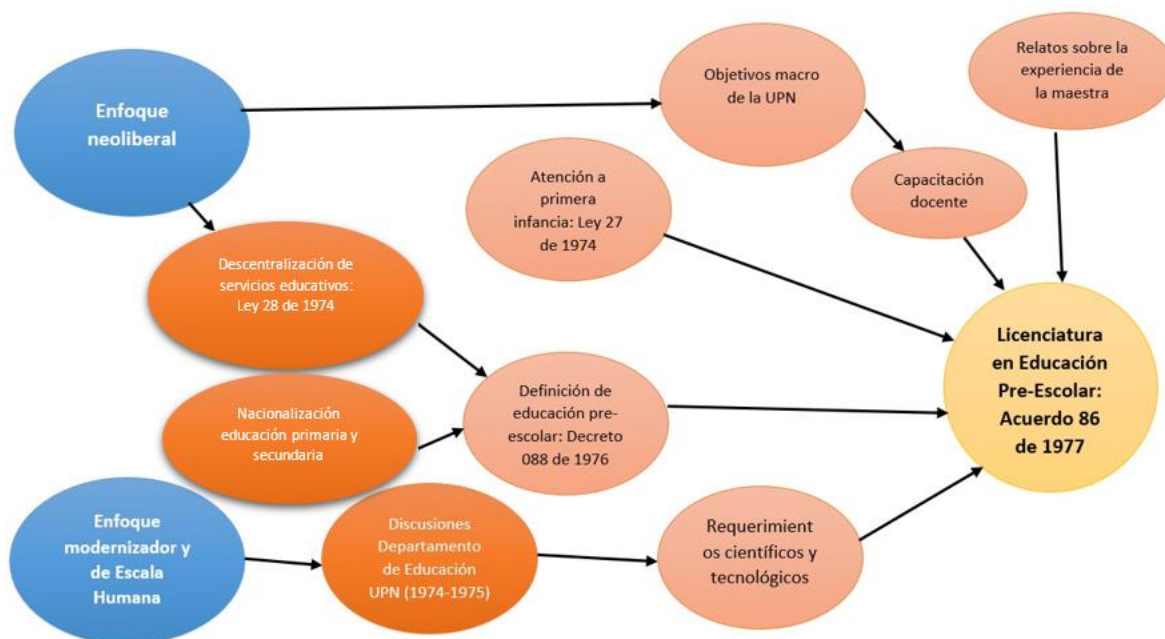 Enfoque
neoliberal
Objetivos macro
de la UPN
Relatos sobre la
experiencia de
la maestra
Atención a
primera
infancia: Ley 27
de 1974
Capacitación
docente
Descentralización de
servicios educativos:
Ley 28 de 1974
Nacionalización
educación primaria y
secundaria
Definición de
educación pre-
escolar: Decreto
088 de 1976
Licenciatura
en Educación
Pre-Escolar:
Acuerdo 86
de 1977
Enfoque
modernizador y
de Escala
Humana
Discusiones
Departamento
de Educación
UPN (1974-1975)
Requerimient
os científicos y
tecnológicos